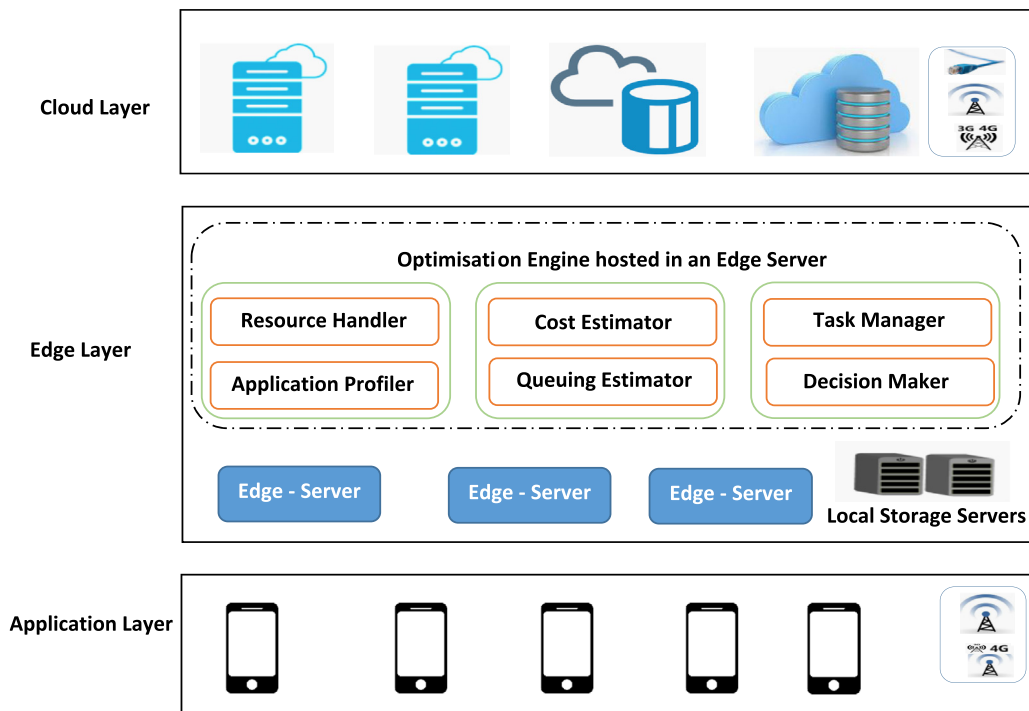 Cloud Layer
3G 4G
Edge Layer
Optimisation Engine hosted in an Edge Server
Resource Handler
Application Profiler
Cost Estimator
Queuing Estimator
Task Manager
Decision Maker
Edge - Server
Edge - Server
Edge - Server
Local Storage Servers
Application Layer
4G